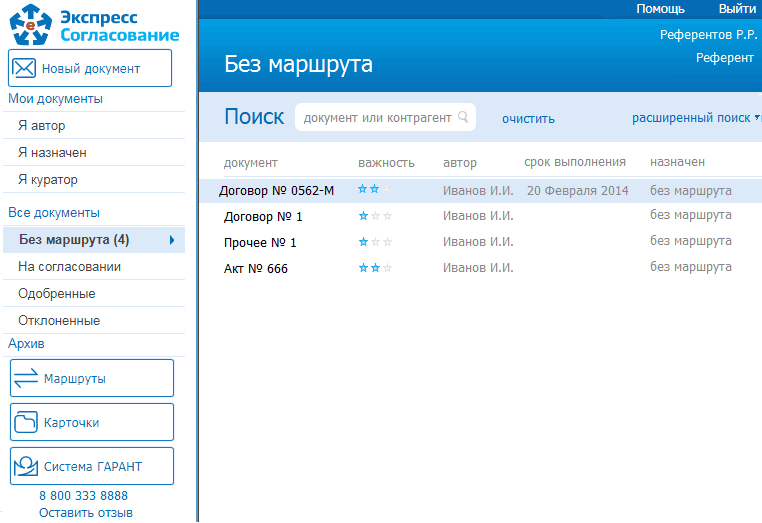 Экспресс
Согласование
Новый документ
Мои документы
Я автор
Я назначен
Я куратор
Все документы
Без маршрута (4)
На согласовании
Одобренные
Отклоненные
Архив
Маршруты
Карточки
Система ГАРАНТ
8 800 333 8888
Оставить отзыв
Помощь Выйти
Референтов Р.Р.
Референт
Без маршрута
Поиск документ или контрагент очистить расширенный поиск
документ важность автор срок выполнения назначен
Договор № 0562-М Иванов И.И. 20 Февраля 2014 без маршрута
Договор № 1 Иванов И.И. без маршрута
Прочее № 1 Иванов И.И. без маршрута
Акт № 666 Иванов И.И. без маршрута